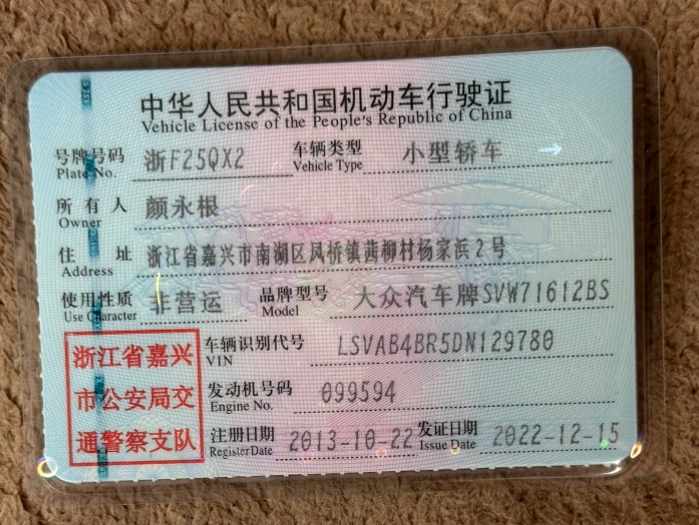 中华人民共和国机动车行驶证
Vehicle License of the People's Republic of China
号牌号码 浙F25QX2 车辆类型 小型轿车
Plate No. Vehicle Type
所有人 颜永根
Owner
住址 浙江省嘉兴市南湖区凤桥镇茜柳村杨家浜2号
Address
使用性质 非营运 品牌型号 大众汽车牌SVW71612BS
Use Character Model
浙江省嘉兴
市公安局交
通警察支队
车辆识别代号 LSVAB4BR5DN129780
VIN
发动机号码 099594
Engine No.
注册日期 2013-10-22 发证日期 2022-12-15
Register Date Issue Date